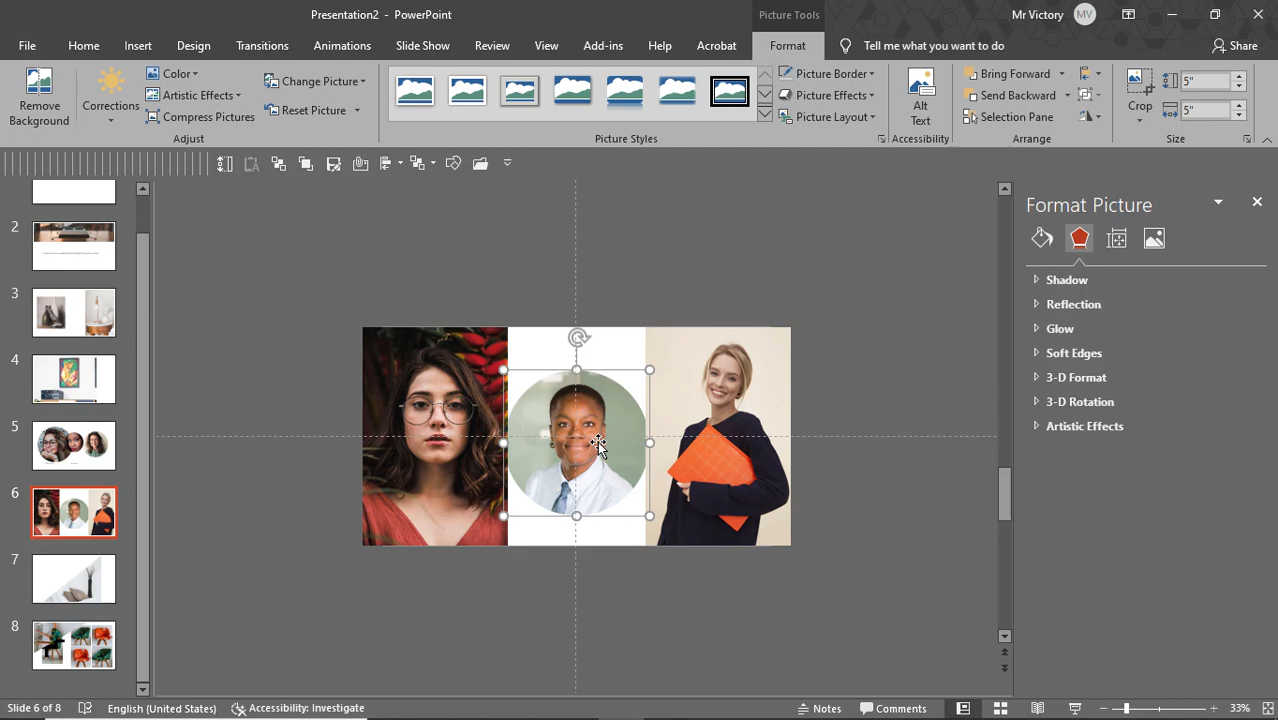 Presentation2 - PowerPoint
Picture Tools
Mr Victory
MV
File
Home
Insert
Design
Transitions
Animations
Slide Show
Review
View
Add-ins
Help
Acrobat
Format
Tell me what you want to do
Share
Remove
Background
Corrections
Color
Artistic Effects
Compress Pictures
Change Picture
Reset Picture
Adjust
Picture Styles
Picture Border
Picture Effects
Picture Layout
Alt
Text
Accessibility
Bring Forward
Send Backward
Selection Pane
Arrange
Crop
5"
5"
Size
2
3
4
5
6
7
8
Format Picture
Shadow
Reflection
Glow
Soft Edges
3-D Format
3-D Rotation
Artistic Effects
Slide 6 of 8
English (United States)
Accessibility: Investigate
Notes
Comments
33%